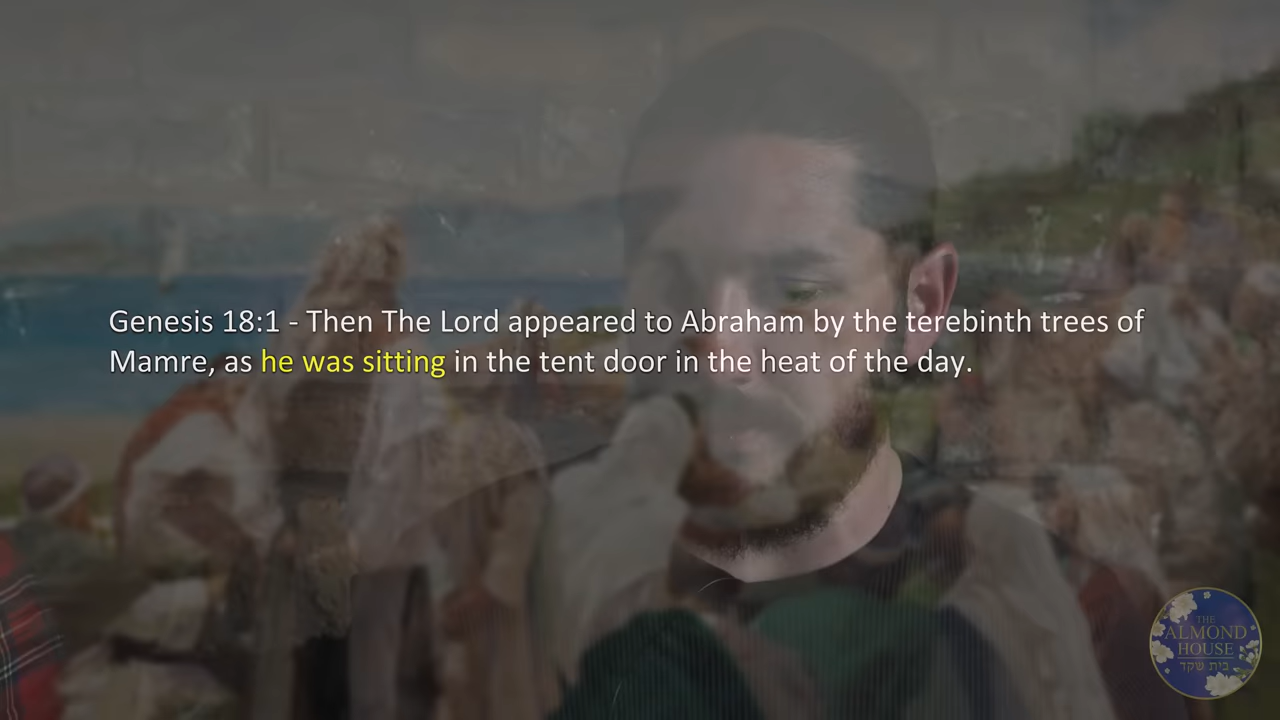 Genesis 18:1 - Then The Lord appeared to Abraham by the terebinth trees of
Mamre, as he was sitting in the tent door in the heat of the day.
THE
ALMOND
HOUSE
בית שקד